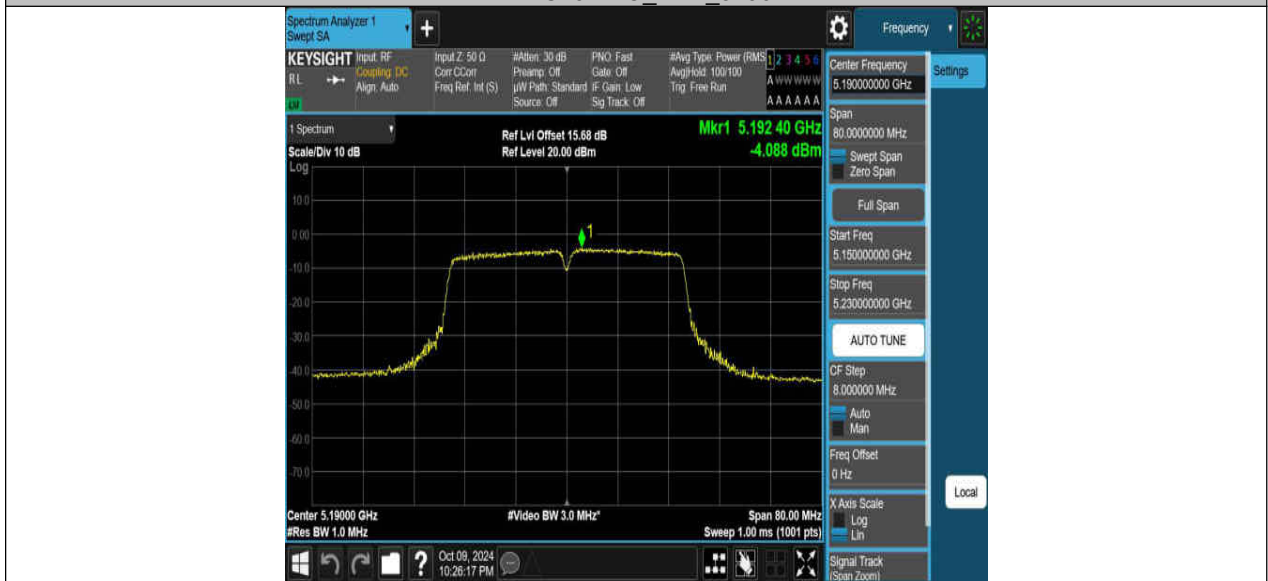 Spectrum Analyzer 1
Swept SA
+
Frequency
KEYSIGHT
RL
Input: RF
Coupling: DC
Align: Auto
Input Z: 50 Ω
Corr CCorr
Freq Ref: Int (S)
#Atten: 30 dB
Preamp: Off
µW Path: Standard
Source: Off
PNO: Fast
Gate: Off
IF Gain: Low
Sig Track: Off
#Avg Type: Power (RMS
Avg|Hold: 100/100
Trig: Free Run
1 2 3 4 5 6
A W W W W W
A A A A A A
1 Spectrum
Scale/Div 10 dB
Log
Ref Lvl Offset 15.68 dB
Ref Level 20.00 dBm
Mkr1 5.192 40 GHz
-4.088 dBm
10.0
0.00
-10.0
-20.0
-30.0
-40.0
-50.0
-60.0
-70.0
1
Center 5.19000 GHz
#Res BW 1.0 MHz
#Video BW 3.0 MHz*
Span 80.00 MHz
Sweep 1.00 ms (1001 pts)
Center Frequency
5.190000000 GHz
Settings
Span
80.0000000 MHz
Swept Span
Zero Span
Full Span
Start Freq
5.150000000 GHz
Stop Freq
5.230000000 GHz
AUTO TUNE
CF Step
8.000000 MHz
Auto
Man
Freq Offset
0 Hz
X Axis Scale
Log
Lin
Local
Signal Track
(Span Zoom)
?
Oct 09, 2024
10:26:17 PM